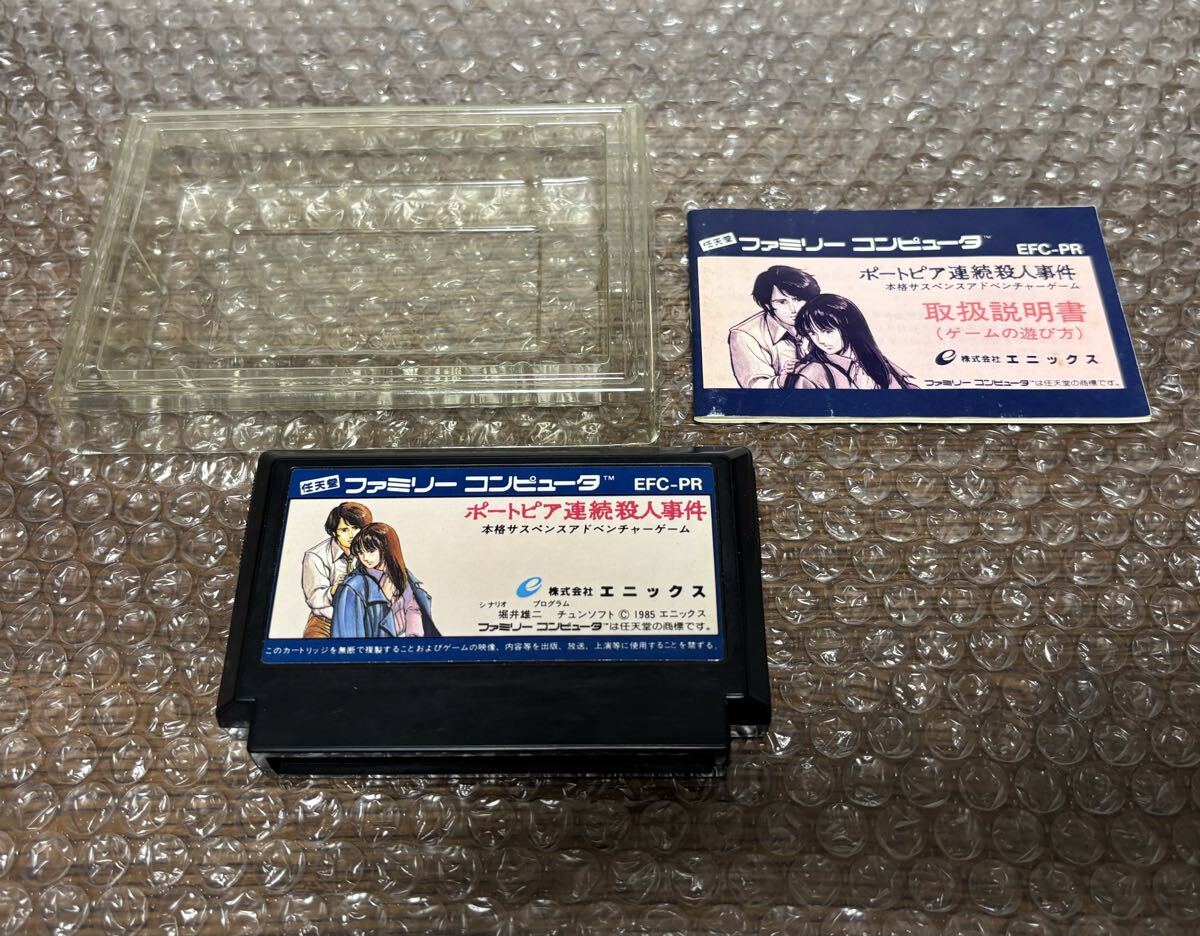 任天堂 ファミリー コンピュータ™ EFC-PR
ポートピア連続殺人事件
本格サスペンスアドベンチャーゲーム
取扱説明書
(ゲームの遊び方)
e 株式会社 エニックス
ファミリー コンピュータ™は任天堂の商標です。
任天堂 ファミリー コンピュータ™ EFC-PR
ポートピア連続殺人事件
本格サスペンスアドベンチャーゲーム
e 株式会社 エニックス
シナリオ プログラム
堀井雄二 チュンソフト © 1985 エニックス
ファミリー コンピュータ™は任天堂の商標です。
このカートリッジを無断で複製することおよびゲームの映像、内容等を出版、放送、上演等に使用することを禁ずる。